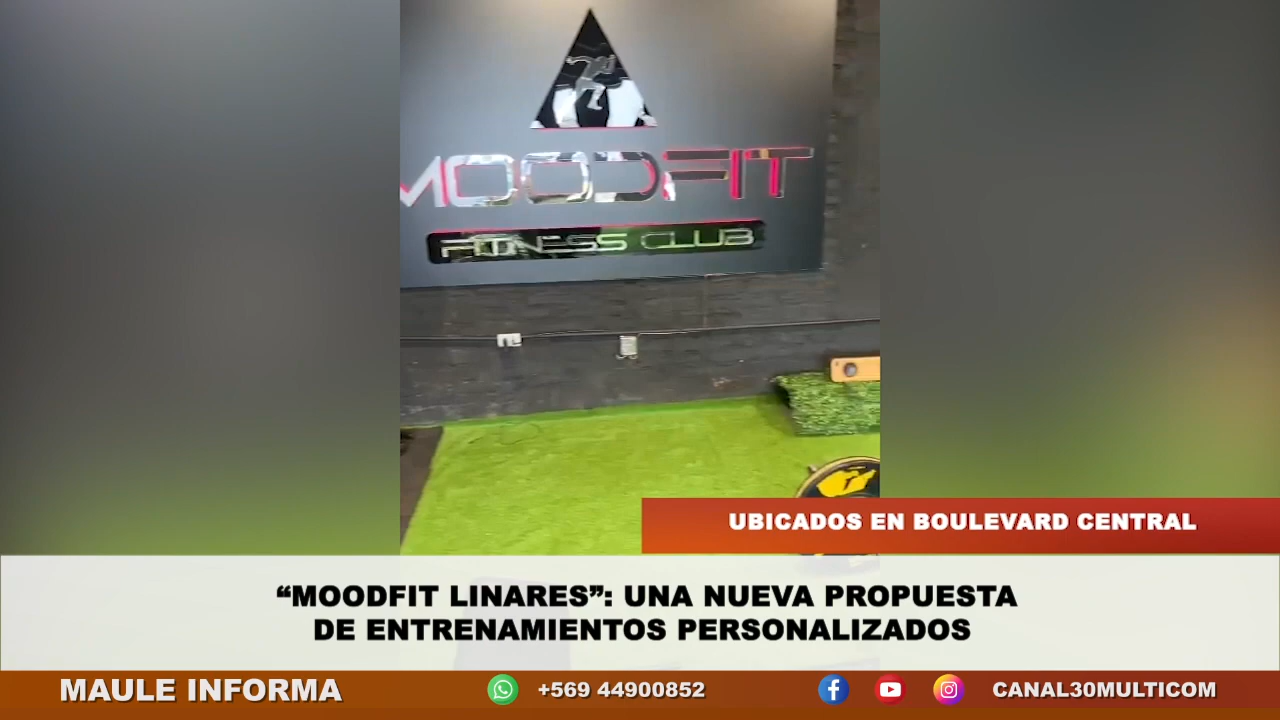 MOODFIT
FITNESS CLUB
UBICADOS EN BOULEVARD CENTRAL
“MOODFIT LINARES”: UNA NUEVA PROPUESTA
DE ENTRENAMIENTOS PERSONALIZADOS
MAULE INFORMA +569 44900852 CANAL30MULTICOM